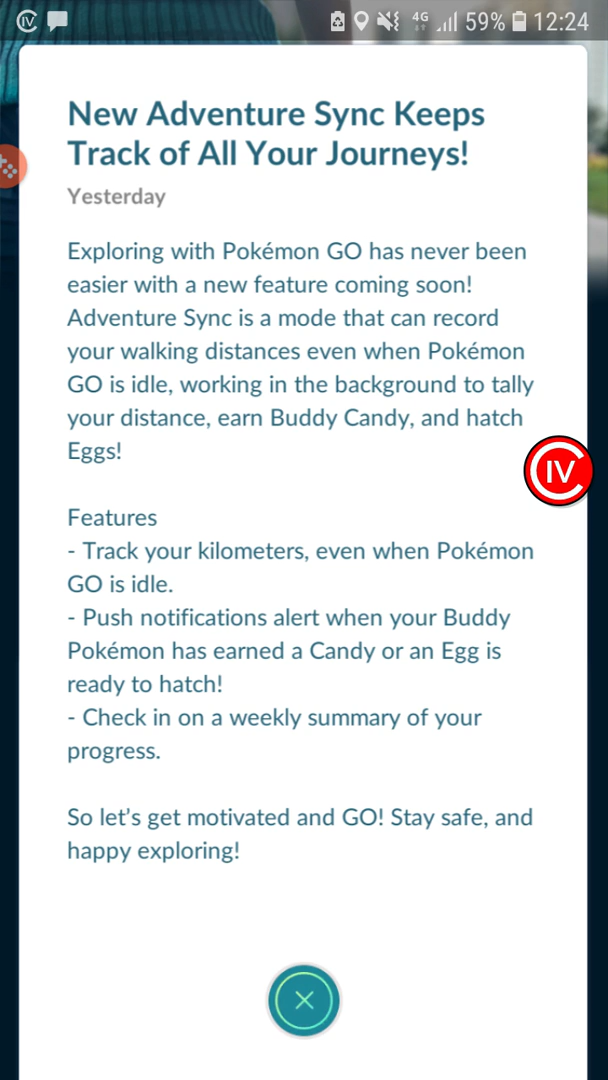 IV 4G 59% 12:24
New Adventure Sync Keeps
Track of All Your Journeys!
Yesterday
Exploring with Pokémon GO has never been
easier with a new feature coming soon!
Adventure Sync is a mode that can record
your walking distances even when Pokémon
GO is idle, working in the background to tally
your distance, earn Buddy Candy, and hatch
Eggs!
IV
Features
- Track your kilometers, even when Pokémon
GO is idle.
- Push notifications alert when your Buddy
Pokémon has earned a Candy or an Egg is
ready to hatch!
- Check in on a weekly summary of your
progress.
So let's get motivated and GO! Stay safe, and
happy exploring!